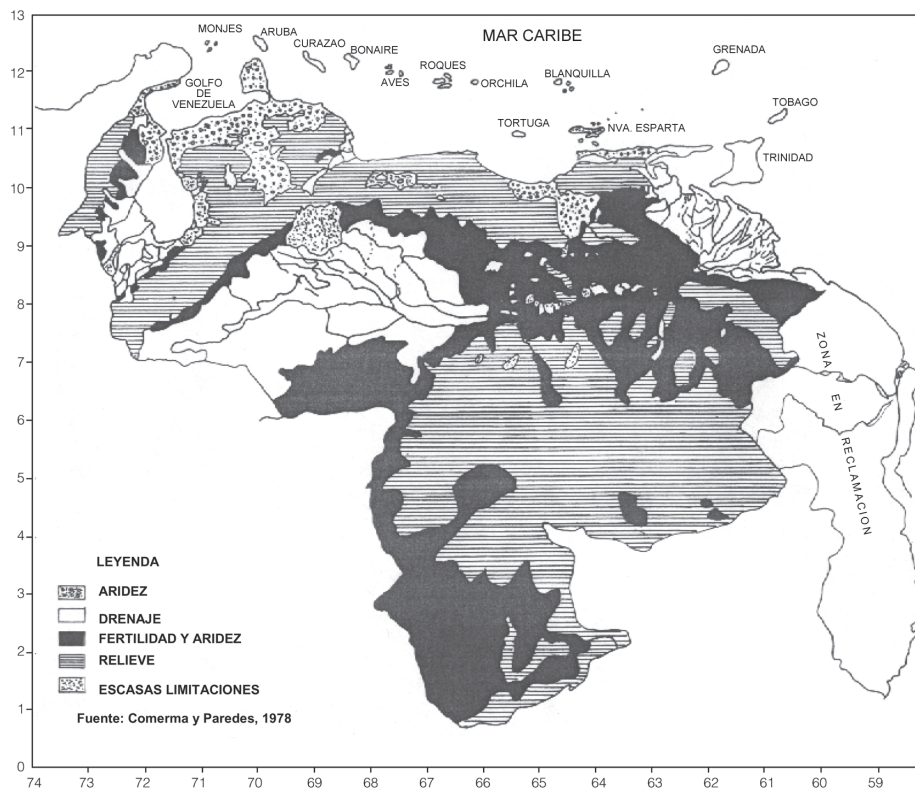 MAR CARIBE
MONJES
ARUBA
CURAZAO
BONAIRE
GRENADA
AVES
ROQUES
ORCHILA
BLANQUILLA
GOLFO
DE
VENEZUELA
TOBAGO
TORTUGA
NVA. ESPARTA
TRINIDAD
ZONA
EN
RECLAMACION
LEYENDA
ARIDEZ
DRENAJE
FERTILIDAD Y ARIDEZ
RELIEVE
ESCASAS LIMITACIONES
Fuente: Comerma y Paredes, 1978
13
12
11
10
9
8
7
6
5
4
3
2
1
0
74 73 72 71 70 69 68 67 66 65 64 63 62 61 60 59